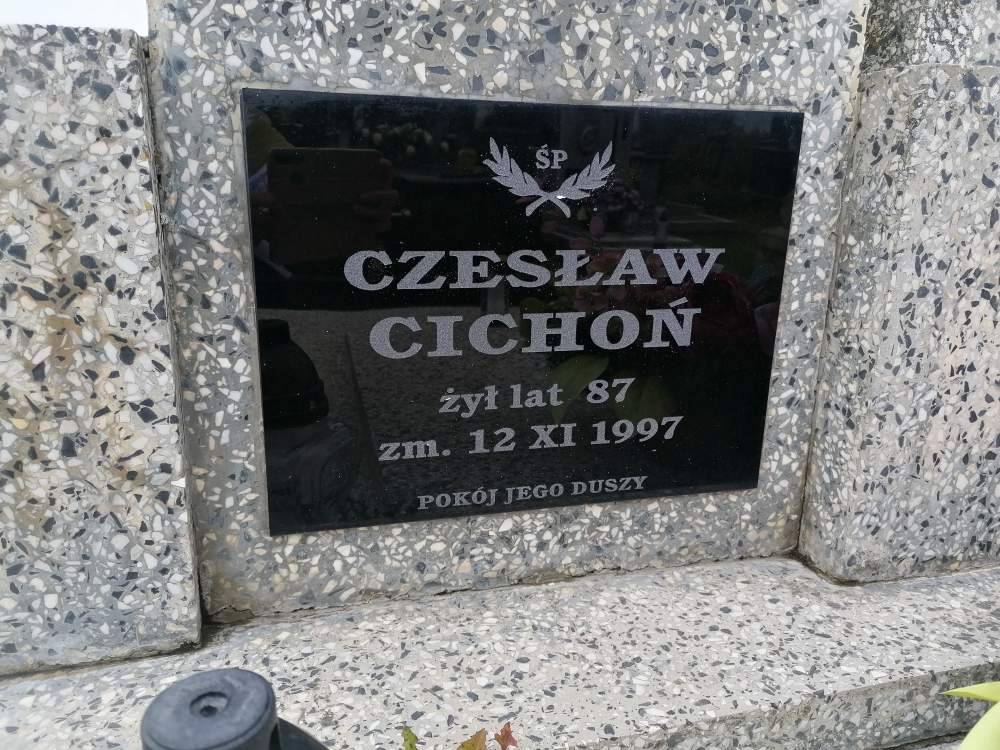 ŚP
CZESŁAW
CICHOŃ
żył lat 87
zm. 12 XI 1997
POKÓJ JEGO DUSZY